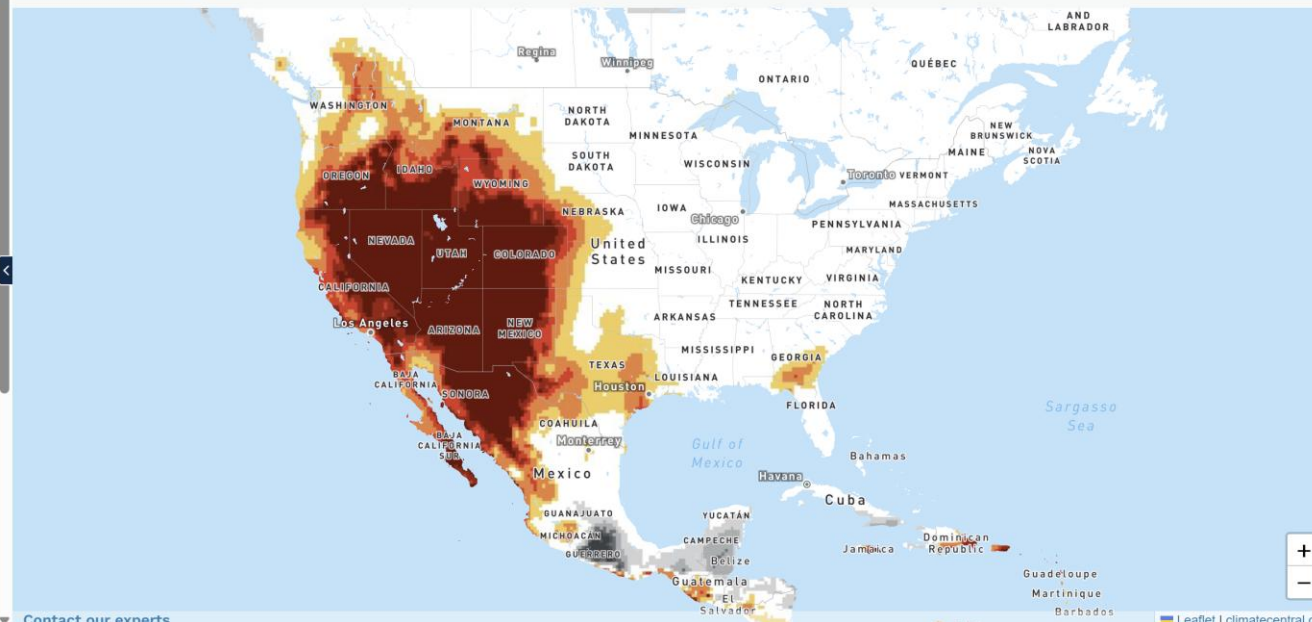 AND
LABRADOR
Regina
Winnipeg
QUÉBEC
ONTARIO
WASHINGTON
NORTH
DAKOTA
MONTANA
MINNESOTA
NEW
BRUNSWICK
MAINE
NOVA
SCOTIA
SOUTH
DAKOTA
WISCONSIN
OREGON
IDAHO
WYOMING
Toronto
VERMONT
MASSACHUSETTS
NEBRASKA
IOWA
Chicago
PENNSYLVANIA
NEVADA
UTAH
COLORADO
United
States
ILLINOIS
MARYLAND
MISSOURI
KENTUCKY
VIRGINIA
CALIFORNIA
TENNESSEE
NORTH
CAROLINA
Los Angeles
ARIZONA
NEW
MEXICO
ARKANSAS
MISSISSIPPI
GEORGIA
TEXAS
LOUISIANA
BAJA
CALIFORNIA
SONORA
Houston
FLORIDA
Sargasso
Sea
COAHUILA
Monterrey
BAJA
CALIFORNIA
SUR
Gulf of
Mexico
Bahamas
Mexico
Havana
Cuba
GUANAJUATO
YUCATÁN
MICHOACÁN
GUERRERO
CAMPECHE
Belize
Jamaica
Dominican
Republic
Guatemala
El
Salvador
Guadeloupe
Martinique
Barbados
+
−
Contact our experts
Leaflet | climatecentral